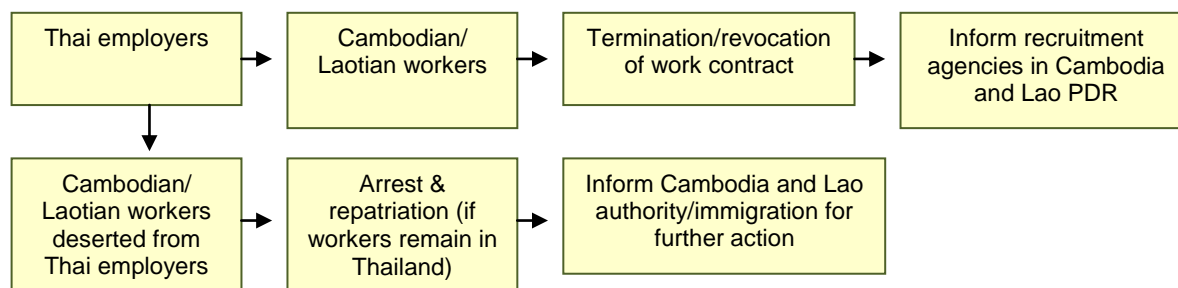 Thai employers
Cambodian/
Laotian workers
Termination/revocation
of work contract
Inform recruitment
agencies in Cambodia
and Lao PDR
Cambodian/
Laotian workers
deserted from
Thai employers
Arrest &
repatriation (if
workers remain in
Thailand)
Inform Cambodia and Lao
authority/immigration for
further action